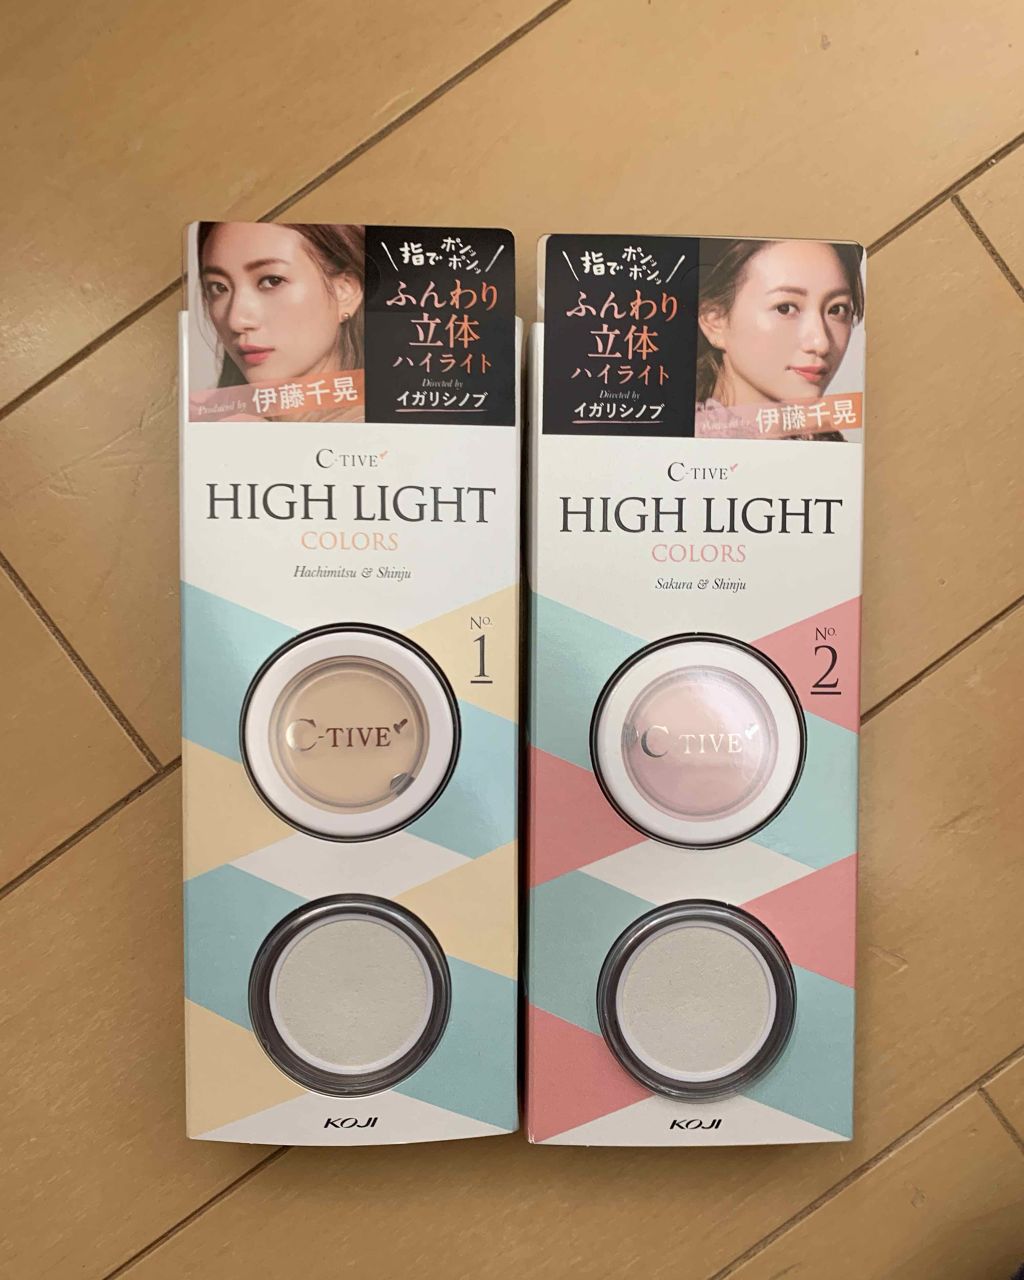 指でポンッポンッ
ふんわり
立体
ハイライト
Directed by
イガリシノブ
Produced by 伊藤千晃
C-TIVE
HIGH LIGHT
COLORS
Hachimitsu & Shinju
No.
1
C-TIVE
KOJI
指でポンッポンッ
ふんわり
立体
ハイライト
Directed by
イガリシノブ
Produced by 伊藤千晃
C-TIVE
HIGH LIGHT
COLORS
Sakura & Shinju
No.
2
C-TIVE
KOJI